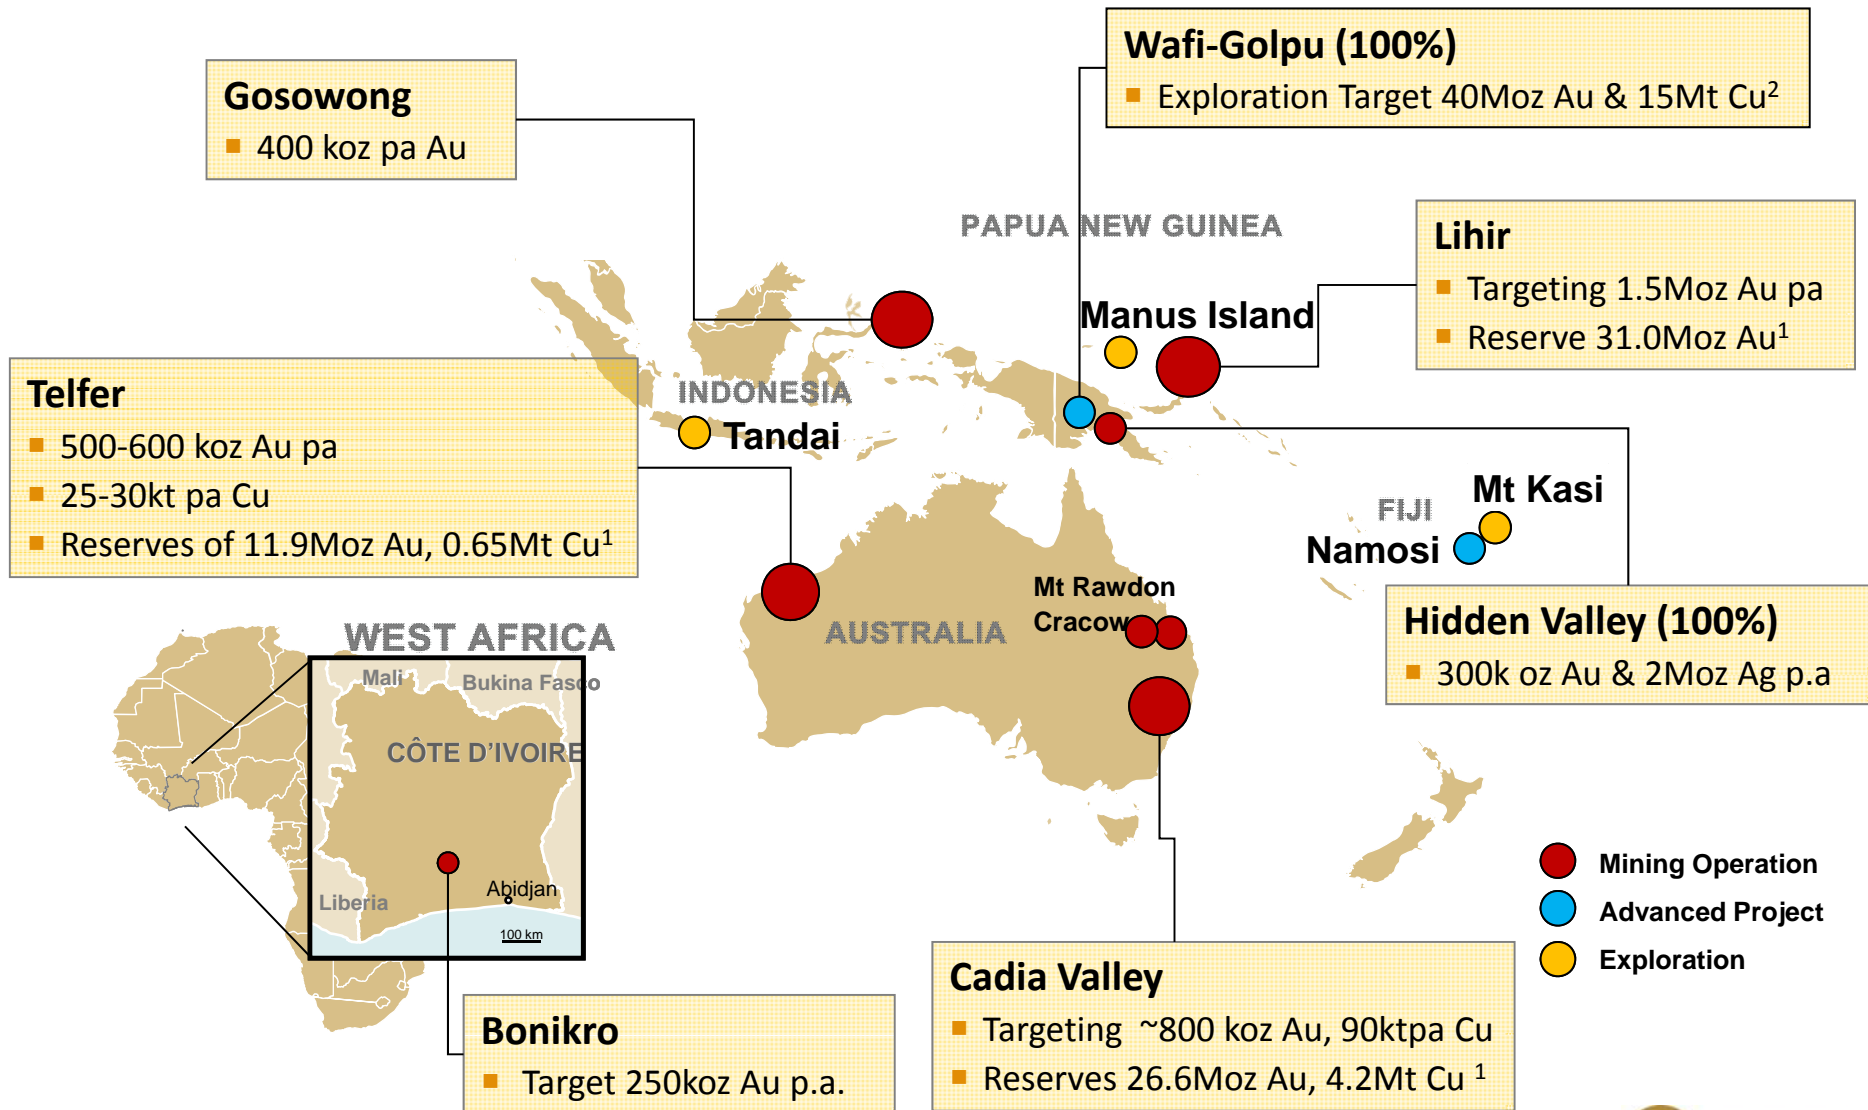 Wafi-Golpu (100%)
■ Exploration Target 40Moz Au & 15Mt Cu²
Gosowong
■ 400 koz pa Au
PAPUA NEW GUINEA
Lihir
■ Targeting 1.5Moz Au pa
■ Reserve 31.0Moz Au¹
Manus Island
Telfer
■ 500-600 koz Au pa
■ 25-30kt pa Cu
■ Reserves of 11.9Moz Au, 0.65Mt Cu¹
INDONESIA
Tandai
Mt Kasi
FIJI
Namosi
Mt Rawdon
Cracow
AUSTRALIA
Hidden Valley (100%)
■ 300k oz Au & 2Moz Ag p.a
WEST AFRICA
Mali
Bukina Fasco
CÔTE D'IVOIRE
Abidjan
Liberia
100 km
Mining Operation
Advanced Project
Exploration
Cadia Valley
■ Targeting ~800 koz Au, 90ktpa Cu
■ Reserves 26.6Moz Au, 4.2Mt Cu ¹
Bonikro
■ Target 250koz Au p.a.